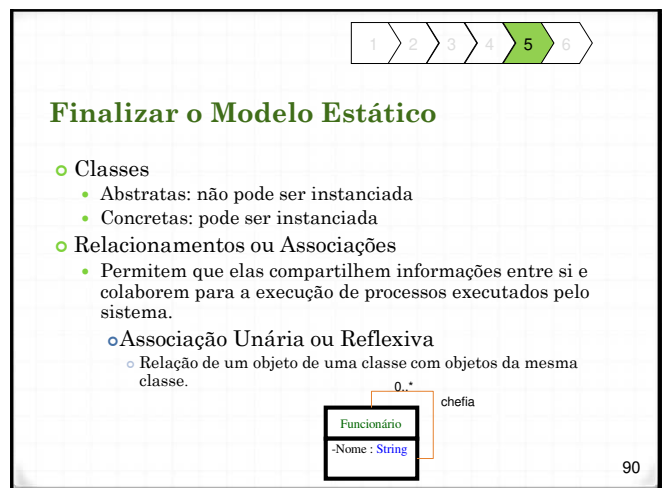 1 2 3 4 5 6
Finalizar o Modelo Estático
Classes
Abstratas: não pode ser instanciada
Concretas: pode ser instanciada
Relacionamentos ou Associações
Permitem que elas compartilhem informações entre si e
colaborem para a execução de processos executados pelo
sistema.
Associação Unária ou Reflexiva
Relação de um objeto de uma classe com objetos da mesma
classe.
0..*
chefia
Funcionário
-Nome : String
90